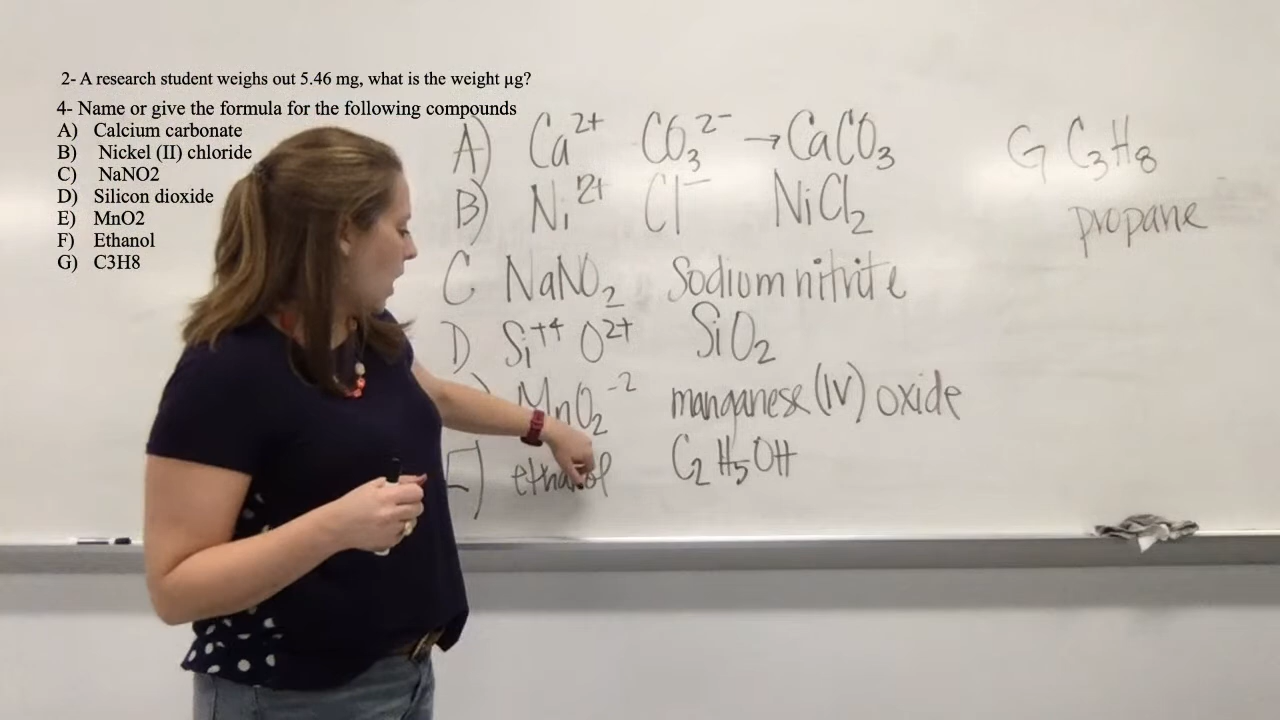 2- A research student weighs out 5.46 mg, what is the weight µg?
4- Name or give the formula for the following compounds
A) Calcium carbonate
B) Nickel (II) chloride
C) NaNO2
D) Silicon dioxide
E) MnO2
F) Ethanol
G) C3H8
A) Ca²⁺ CO₃²⁻ → CaCO₃
B) Ni²⁺ Cl⁻ NiCl₂
C NaNO₂ Sodium nitrite
D Si⁺⁴ O²⁺ SiO₂
) MnO₂⁻² manganese (IV) oxide
F) ethanol C₂H₅OH
G C₃H₈
propane